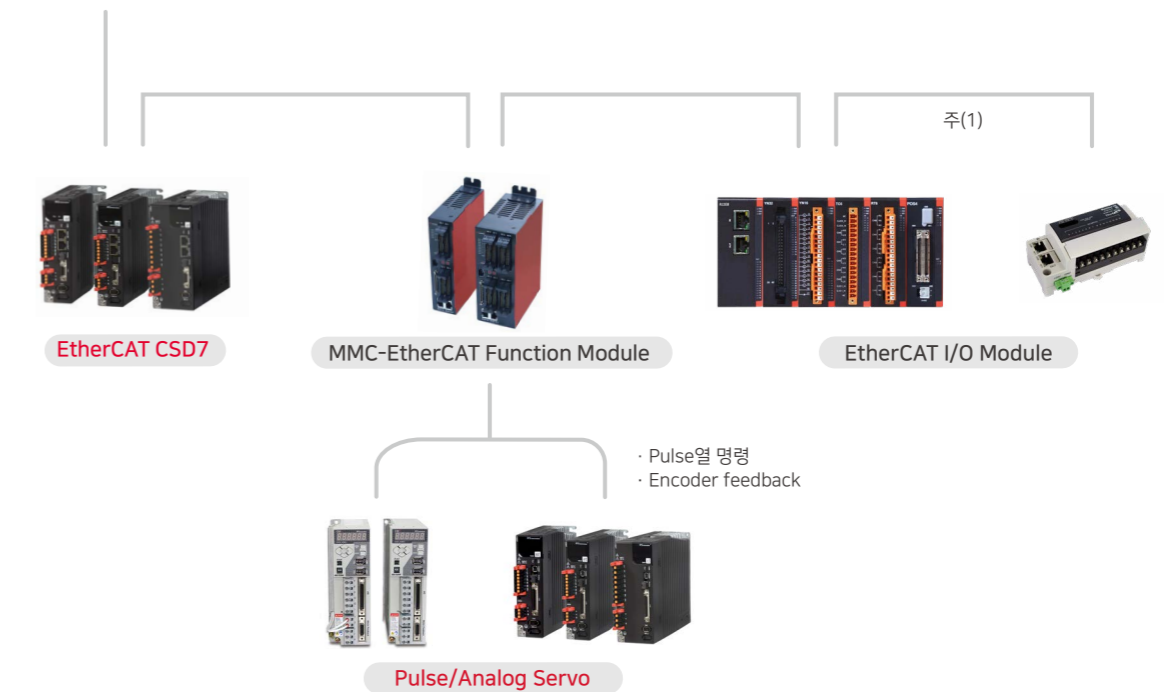 주(1)
EtherCAT CSD7
MMC-EtherCAT Function Module
EtherCAT I/O Module
· Pulse열 명령
· Encoder feedback
Pulse/Analog Servo